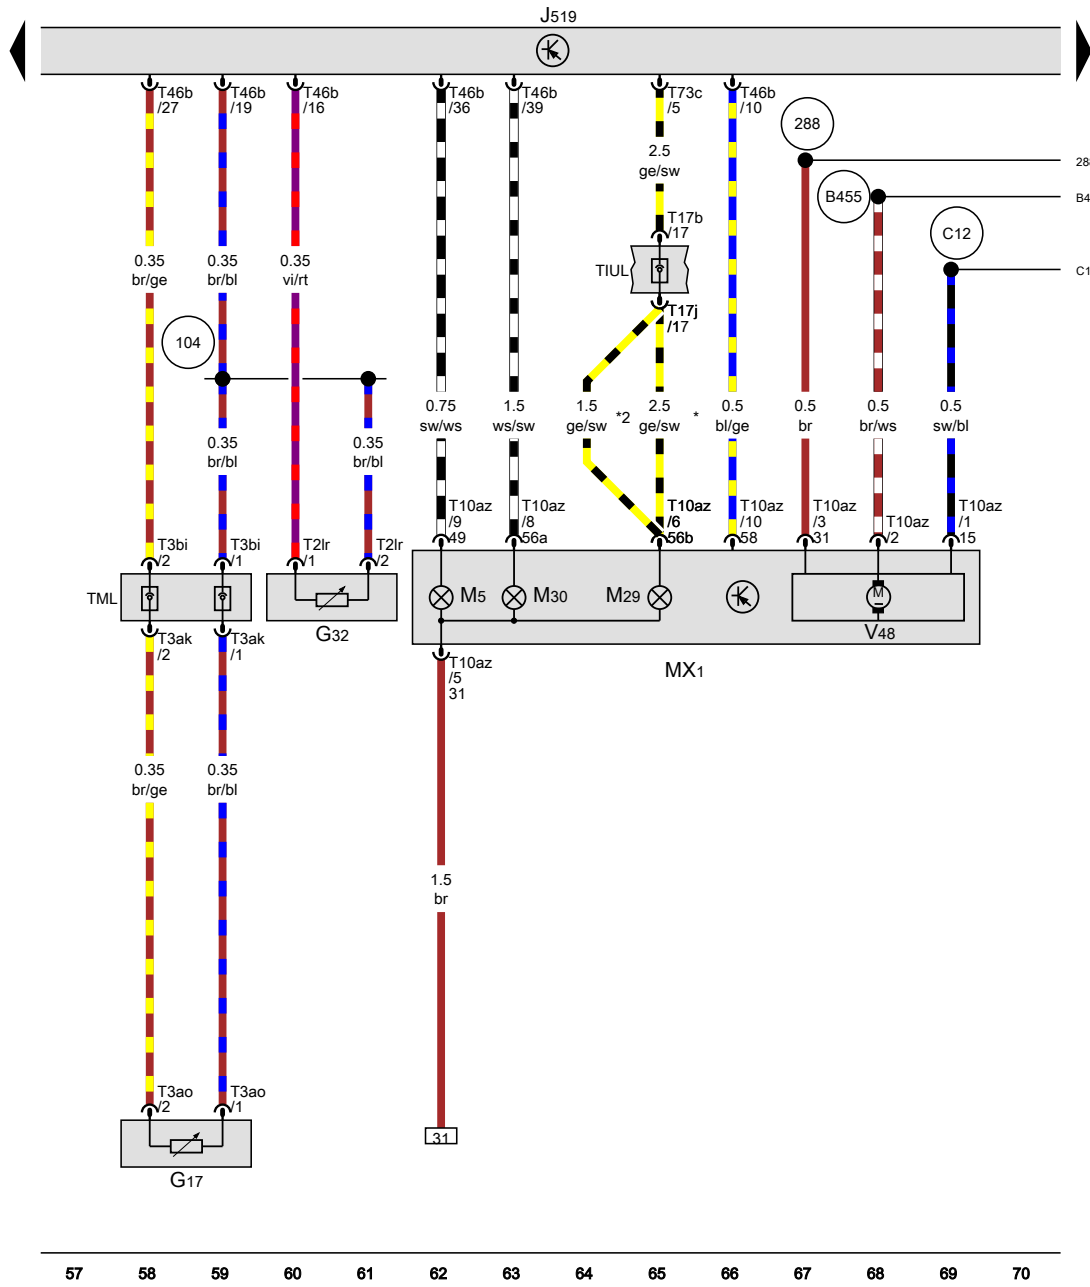 J519
T46b
/27
T46b
/19
T46b
/16
T46b
/36
T46b
/39
T73c
/5
T46b
/10
288
28
B455
B4
C12
C1
2.5
ge/sw
T17b
/17
TIUL
T17j
/17
0.35
br/ge
0.35
br/bl
0.35
vi/rt
104
0.75
sw/ws
1.5
ws/sw
1.5
ge/sw
*2
2.5
ge/sw
*
0.5
bl/ge
0.5
br
0.5
br/ws
0.5
sw/bl
0.35
br/bl
0.35
br/bl
T10az
/9
49
T10az
/8
56a
T10az
/6
56b
T10az
/10
58
T10az
/3
31
T10az
/2
T10az
/1
15
T3bi
/2
T3bi
/1
T2lr
/1
T2lr
/2
TML
G32
M5
M30
M29
M
V48
MX1
T3ak
/2
T3ak
/1
T10az
/5
31
0.35
br/ge
0.35
br/bl
1.5
br
T3ao
/2
T3ao
/1
31
G17
57 58 59 60 61 62 63 64 65 66 67 68 69 70